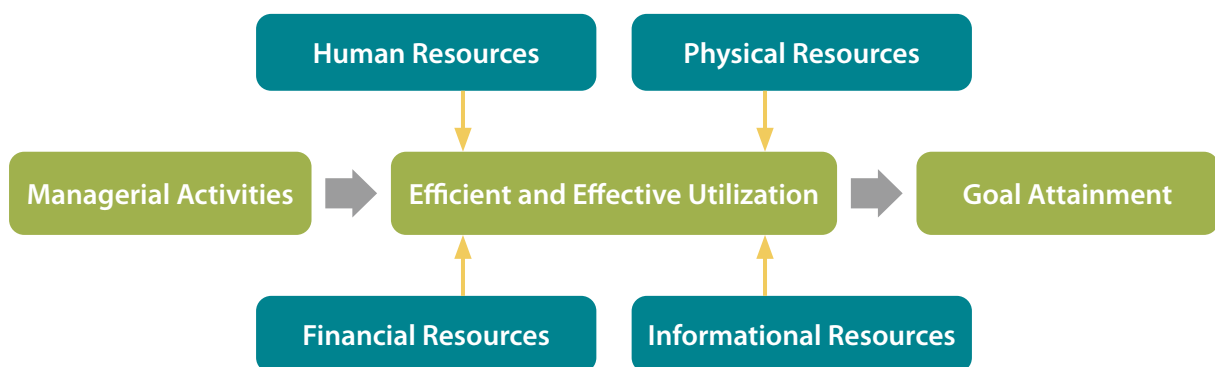 Human Resources
Physical Resources
Managerial Activities
Efficient and Effective Utilization
Goal Attainment
Financial Resources
Informational Resources